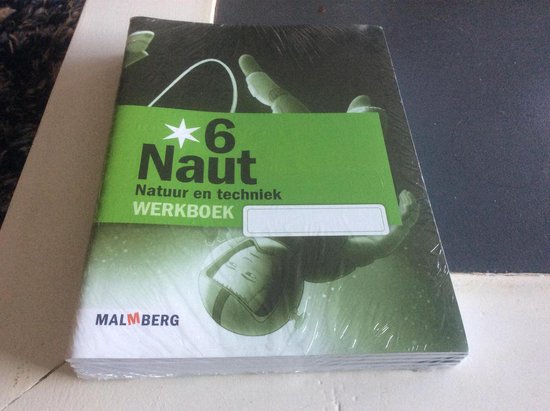 *6
Naut
Natuur en techniek
WERKBOEK
MALMBERG